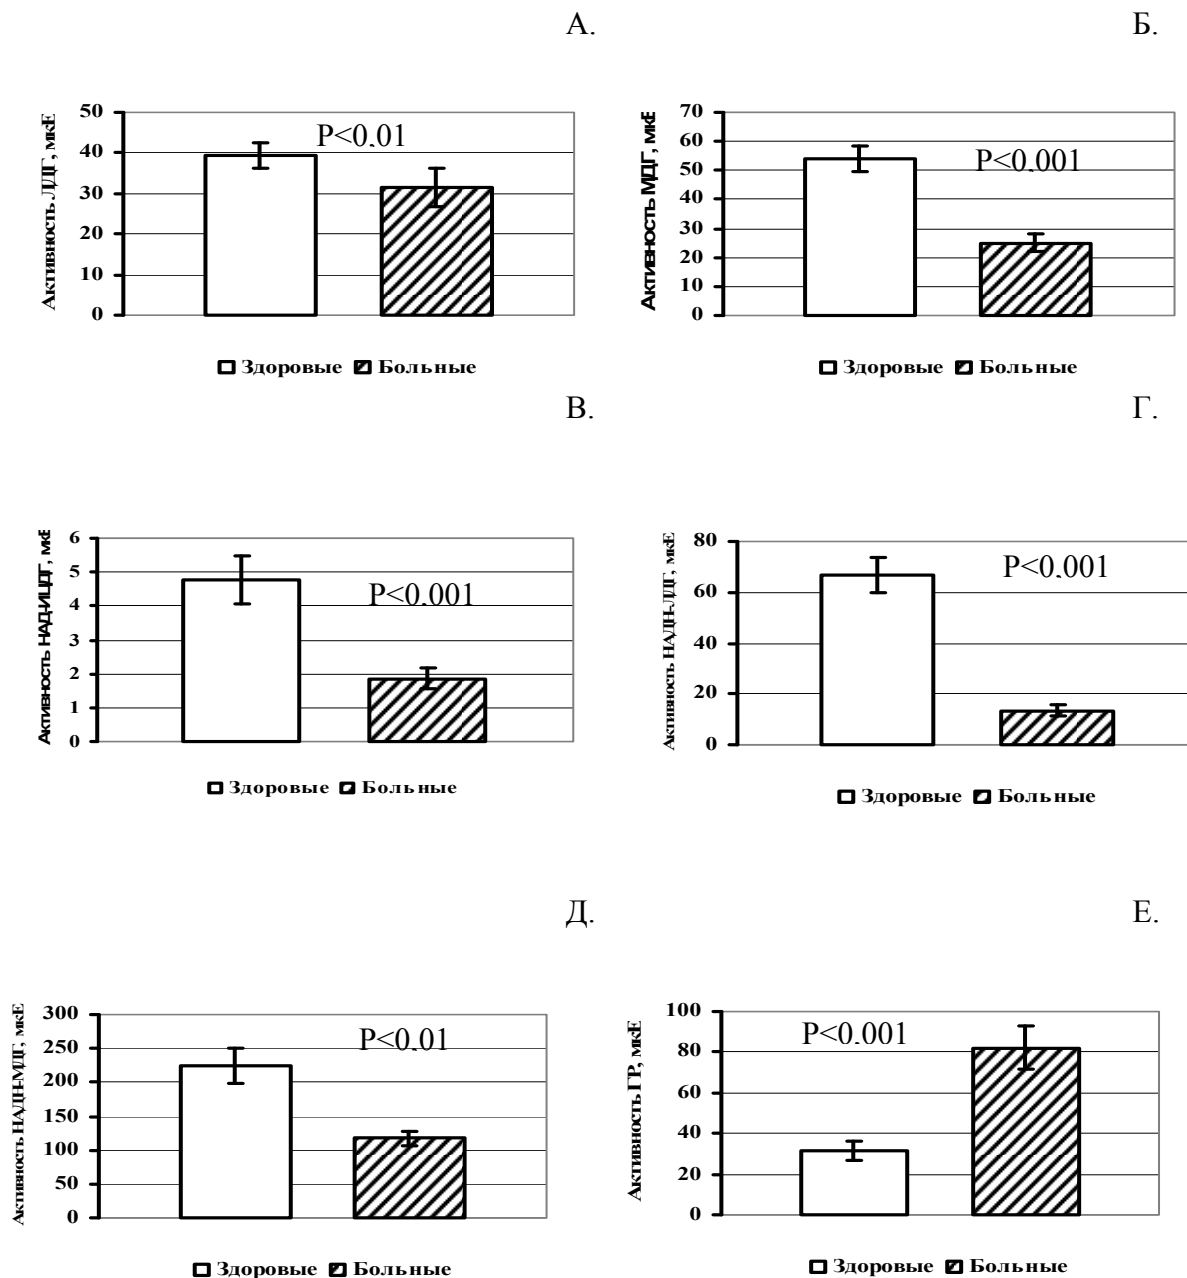 А.
Активность ЛДГ, мкЕ
50
40
30
20
10
0
P<0,01
Здоровые Больные
Б.
Активность МДГ, мкЕ
70
60
50
40
30
20
10
0
P<0,001
Здоровые Больные
В.
Активность НАД-ИЦДГ, мкЕ
6
5
4
3
2
1
0
P<0,001
Здоровые Больные
Г.
Активность НАДН-ЛДГ, мкЕ
80
60
40
20
0
P<0,001
Здоровые Больные
Д.
Активность НАДН-МДГ, мкЕ
300
250
200
150
100
50
0
P<0,01
Здоровые Больные
Е.
Активность ГР, мкЕ
100
80
60
40
20
0
P<0,001
Здоровые Больные